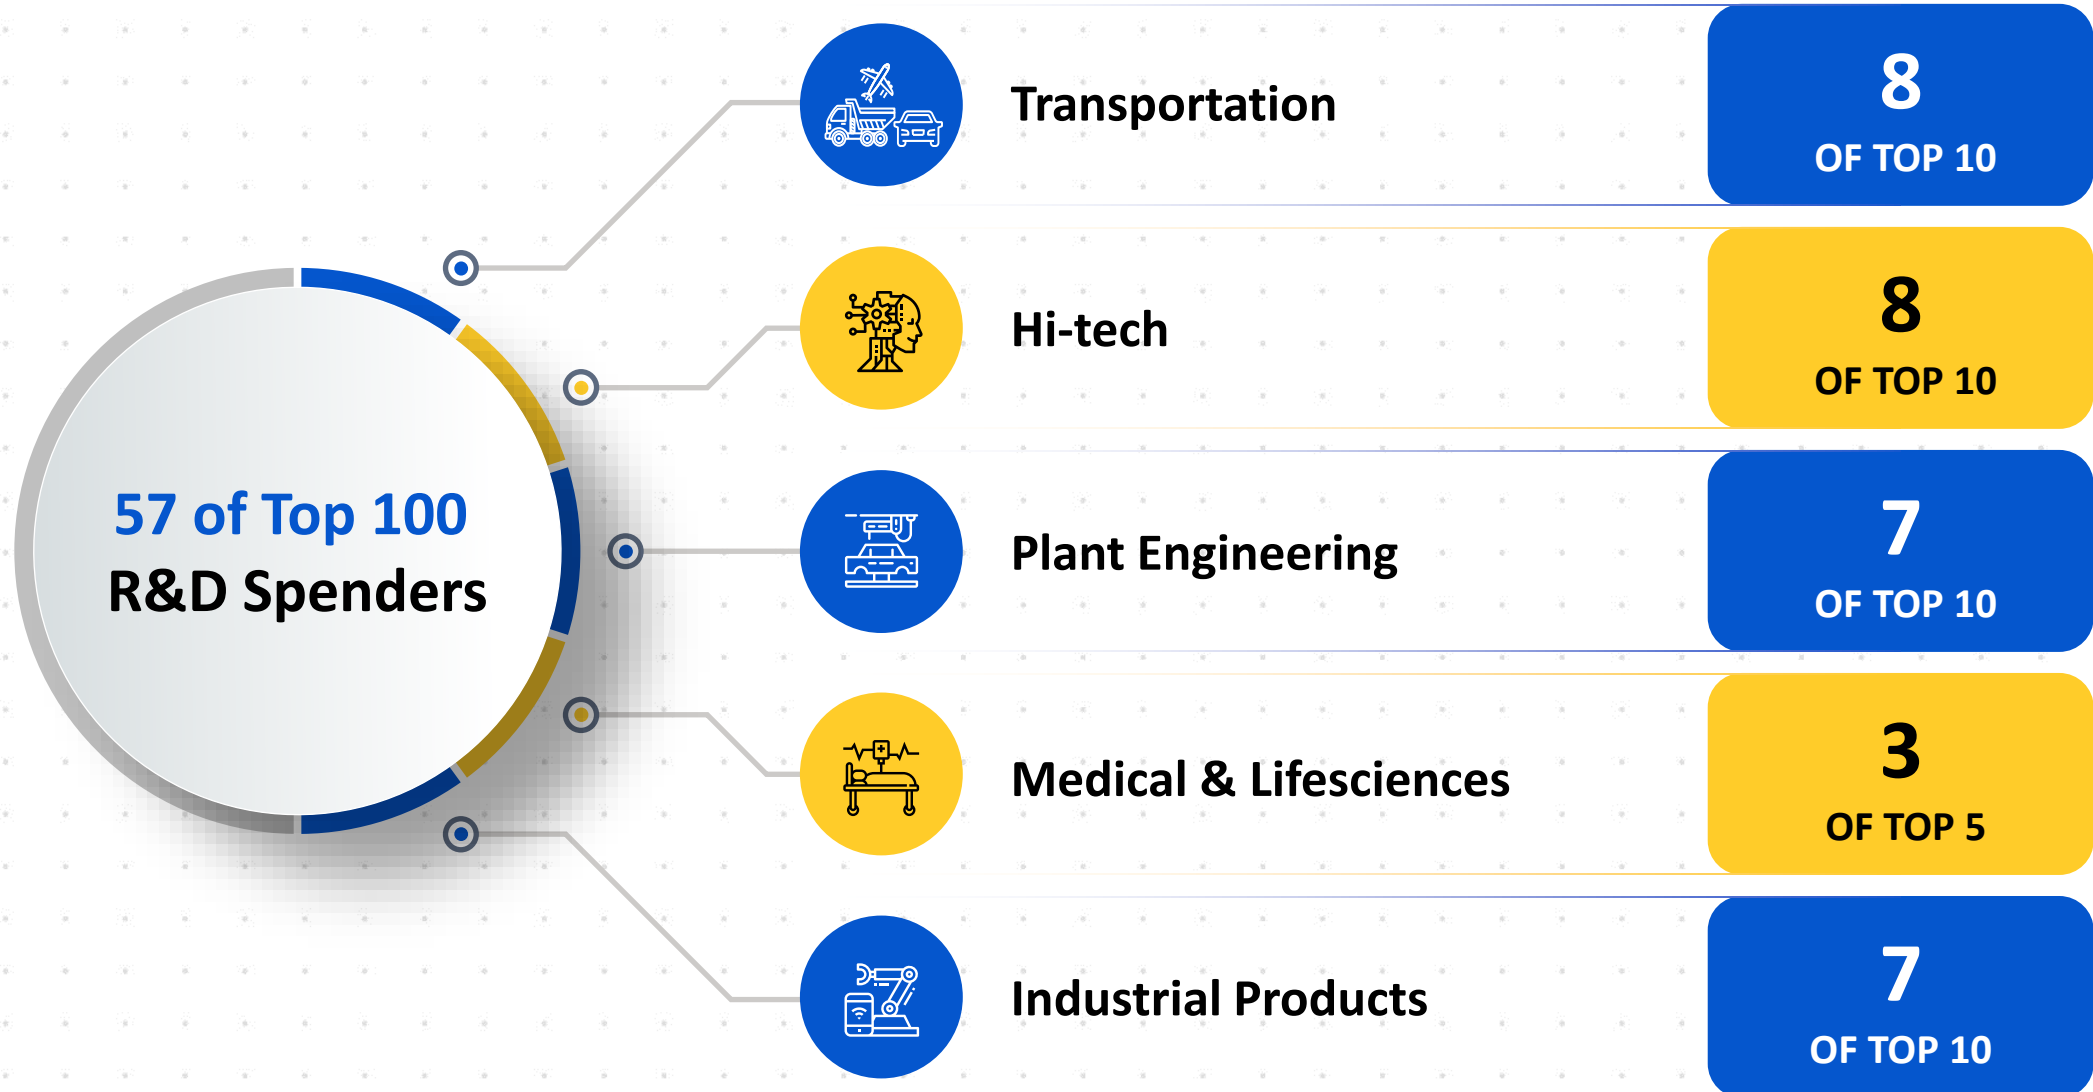 57 of Top 100
R&D Spenders
Transportation
8
OF TOP 10
Hi-tech
8
OF TOP 10
Plant Engineering
7
OF TOP 10
Medical & Lifesciences
3
OF TOP 5
Industrial Products
7
OF TOP 10